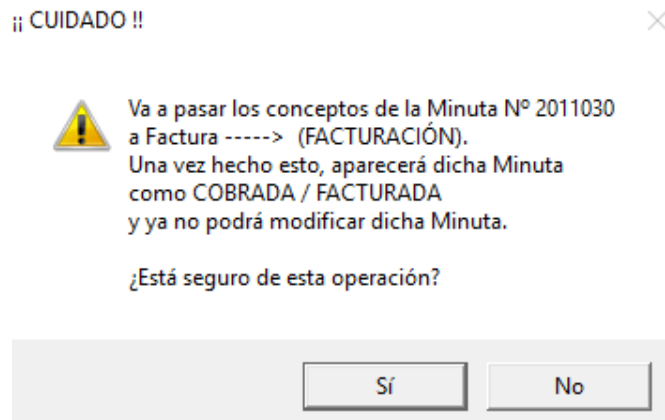 ¡¡ CUIDADO !!
Va a pasar los conceptos de la Minuta Nº 2011030
a Factura -----> (FACTURACIÓN).
Una vez hecho esto, aparecerá dicha Minuta
como COBRADA / FACTURADA
y ya no podrá modificar dicha Minuta.
¿Está seguro de esta operación?
Sí
No